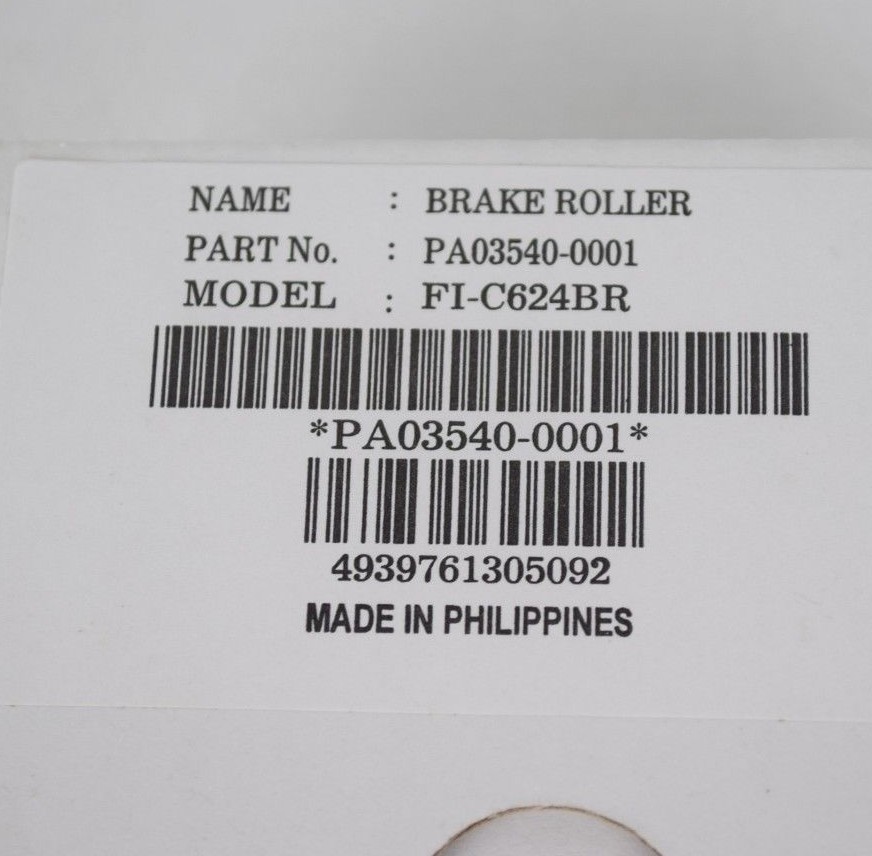 NAME : BRAKE ROLLER
PART No. : PA03540-0001
MODEL : FI-C624BR
*PA03540-0001*
4939761305092
MADE IN PHILIPPINES